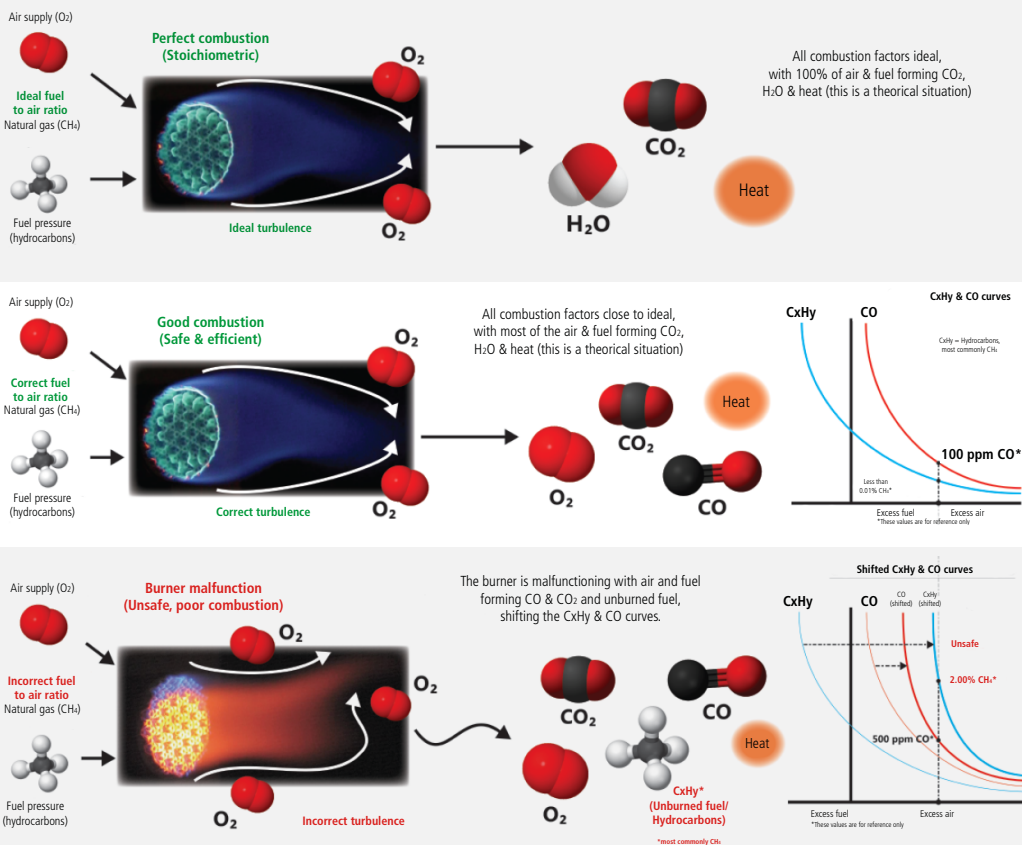 Air supply (O₂)
Perfect combustion
(Stoichiometric)
O₂
All combustion factors ideal,
with 100% of air & fuel forming CO₂,
H₂O & heat (this is a theorical situation)
Ideal fuel
to air ratio
Natural gas (CH₄)
CO₂
Heat
H₂O
Fuel pressure
(hydrocarbons)
Ideal turbulence
O₂
Air supply (O₂)
Good combustion
(Safe & efficient)
O₂
All combustion factors close to ideal,
with most of the air & fuel forming CO₂,
H₂O & heat (this is a theorical situation)
CxHy & CO curves
CxHy
CO
CxHy = Hydrocarbons,
most commonly CH₄
Correct fuel
to air ratio
Natural gas (CH₄)
Heat
CO₂
100 ppm CO*
O₂
CO
Less than
0.01% CH₄*
Fuel pressure
(hydrocarbons)
Correct turbulence
O₂
Excess fuel
Excess air
*These values are for reference only
Air supply (O₂)
Burner malfunction
(Unsafe, poor combustion)
O₂
The burner is malfunctioning with air and fuel
forming CO & CO₂ and unburned fuel,
shifting the CxHy & CO curves.
Shifted CxHy & CO curves
CxHy
CO
CO
(shifted)
CxHy
(shifted)
Unsafe
2.00% CH₄*
500 ppm CO*
Incorrect fuel
to air ratio
Natural gas (CH₄)
O₂
CO₂
CO
Heat
CxHy*
(Unburned fuel/
Hydrocarbons)
O₂
Fuel pressure
(hydrocarbons)
O₂
Incorrect turbulence
*most commonly CH₄
Excess fuel
Excess air
*These values are for reference only